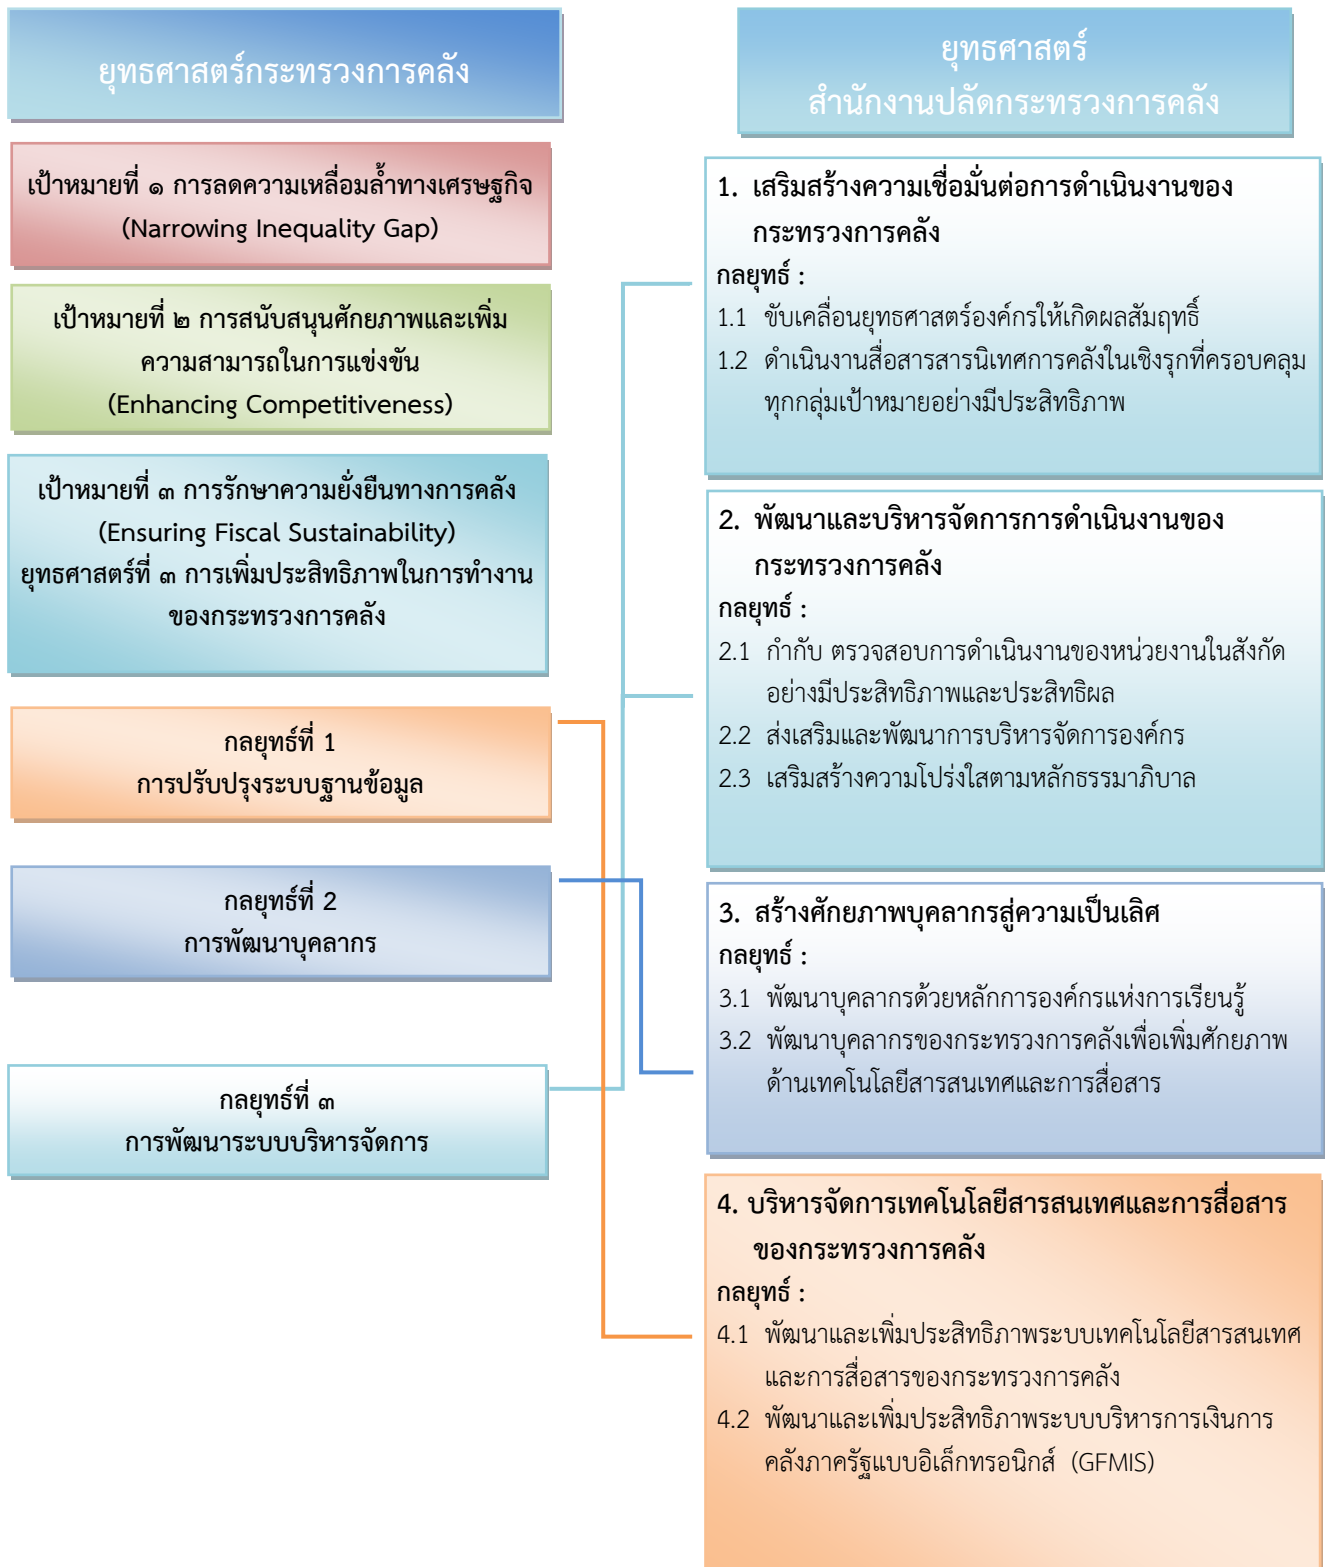 ยุทธศาสตร์กระทรวงการคลัง
เป้าหมายที่ ๑ การลดความเหลื่อมล้ำทางเศรษฐกิจ
(Narrowing Inequality Gap)
เป้าหมายที่ ๒ การสนับสนุนศักยภาพและเพิ่ม
ความสามารถในการแข่งขัน
(Enhancing Competitiveness)
เป้าหมายที่ ๓ การรักษาความยั่งยืนทางการคลัง
(Ensuring Fiscal Sustainability)
ยุทธศาสตร์ที่ ๓ การเพิ่มประสิทธิภาพในการทำงาน
ของกระทรวงการคลัง
กลยุทธ์ที่ 1
การปรับปรุงระบบฐานข้อมูล
กลยุทธ์ที่ 2
การพัฒนาบุคลากร
กลยุทธ์ที่ ๓
การพัฒนาระบบบริหารจัดการ
ยุทธศาสตร์
สำนักงานปลัดกระทรวงการคลัง
1. เสริมสร้างความเชื่อมั่นต่อการดำเนินงานของ
กระทรวงการคลัง
กลยุทธ์ :
1.1 ขับเคลื่อนยุทธศาสตร์องค์กรให้เกิดผลสัมฤทธิ์
1.2 ดำเนินงานสื่อสารสารนิเทศการคลังในเชิงรุกที่ครอบคลุม
ทุกกลุ่มเป้าหมายอย่างมีประสิทธิภาพ
2. พัฒนาและบริหารจัดการการดำเนินงานของ
กระทรวงการคลัง
กลยุทธ์ :
2.1 กำกับ ตรวจสอบการดำเนินงานของหน่วยงานในสังกัด
อย่างมีประสิทธิภาพและประสิทธิผล
2.2 ส่งเสริมและพัฒนาการบริหารจัดการองค์กร
2.3 เสริมสร้างความโปร่งใสตามหลักธรรมาภิบาล
3. สร้างศักยภาพบุคลากรสู่ความเป็นเลิศ
กลยุทธ์ :
3.1 พัฒนาบุคลากรด้วยหลักการองค์กรแห่งการเรียนรู้
3.2 พัฒนาบุคลากรของกระทรวงการคลังเพื่อเพิ่มศักยภาพ
ด้านเทคโนโลยีสารสนเทศและการสื่อสาร
4. บริหารจัดการเทคโนโลยีสารสนเทศและการสื่อสาร
ของกระทรวงการคลัง
กลยุทธ์ :
4.1 พัฒนาและเพิ่มประสิทธิภาพระบบเทคโนโลยีสารสนเทศ
และการสื่อสารของกระทรวงการคลัง
4.2 พัฒนาและเพิ่มประสิทธิภาพระบบบริหารการเงินการ
คลังภาครัฐแบบอิเล็กทรอนิกส์ (GFMIS)